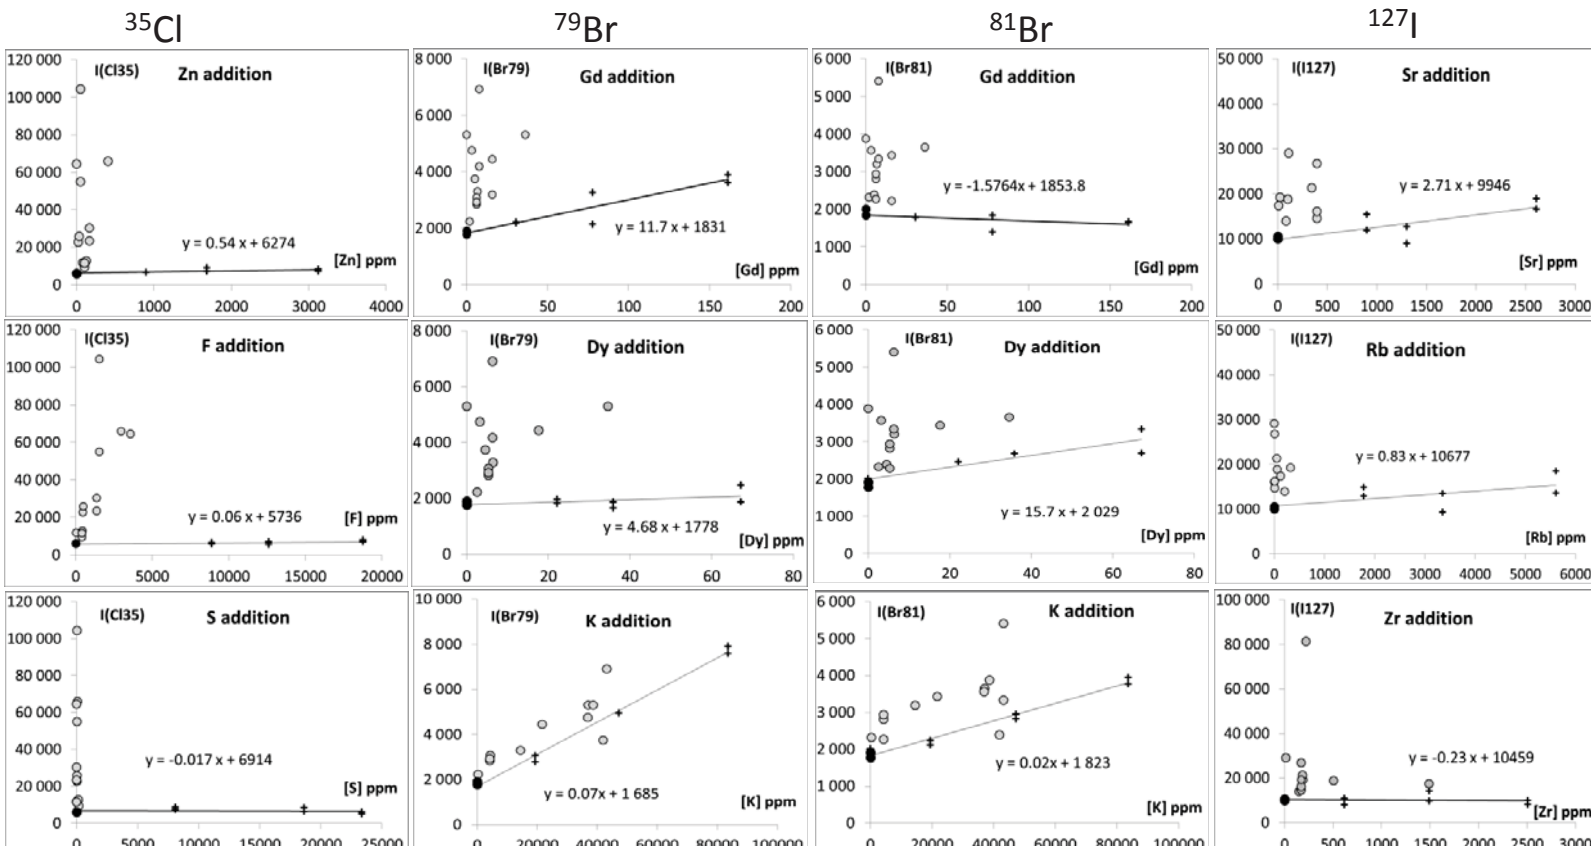 35Cl
79Br
81Br
127I
I(Cl35)
Zn addition
120 000
100 000
80 000
60 000
40 000
20 000
0
y = 0.54 x + 6274
[Zn] ppm
0 1000 2000 3000 4000
I(Br79)
Gd addition
8 000
6 000
4 000
2 000
0
y = 11.7 x + 1831
[Gd] ppm
0 50 100 150 200
I(Br81)
Gd addition
6 000
5 000
4 000
3 000
2 000
1 000
0
y = -1.5764x + 1853.8
[Gd] ppm
0 50 100 150 200
I(I127)
Sr addition
50 000
40 000
30 000
20 000
10 000
0
y = 2.71 x + 9946
[Sr] ppm
0 500 1000 1500 2000 2500 3000
I(Cl35)
F addition
120 000
100 000
80 000
60 000
40 000
20 000
0
y = 0.06 x + 5736
[F] ppm
0 5000 10000 15000 20000
I(Br79)
Dy addition
8 000
6 000
4 000
2 000
0
y = 4.68 x + 1778
[Dy] ppm
0 20 40 60 80
I(Br81)
Dy addition
6 000
5 000
4 000
3 000
2 000
1 000
0
y = 15.7 x + 2 029
[Dy] ppm
0 20 40 60 80
I(I127)
Rb addition
50 000
40 000
30 000
20 000
10 000
0
y = 0.83 x + 10677
[Rb] ppm
0 1000 2000 3000 4000 5000 6000
I(Cl35)
S addition
120 000
100 000
80 000
60 000
40 000
20 000
0
y = -0.017x + 6914
[S] ppm
0 5000 10000 15000 20000 25000
I(Br79)
K addition
10 000
8 000
6 000
4 000
2 000
0
y = 0.07x + 1 685
[K] ppm
0 20000 40000 60000 80000 100000
I(Br81)
K addition
6 000
5 000
4 000
3 000
2 000
1 000
0
y = 0.02x + 1 823
[K] ppm
0 20000 40000 60000 80000 100000
I(I127)
Zr addition
100 000
80 000
60 000
40 000
20 000
0
y = -0.23 x + 10459
[Zr] ppm
0 500 1000 1500 2000 2500 3000